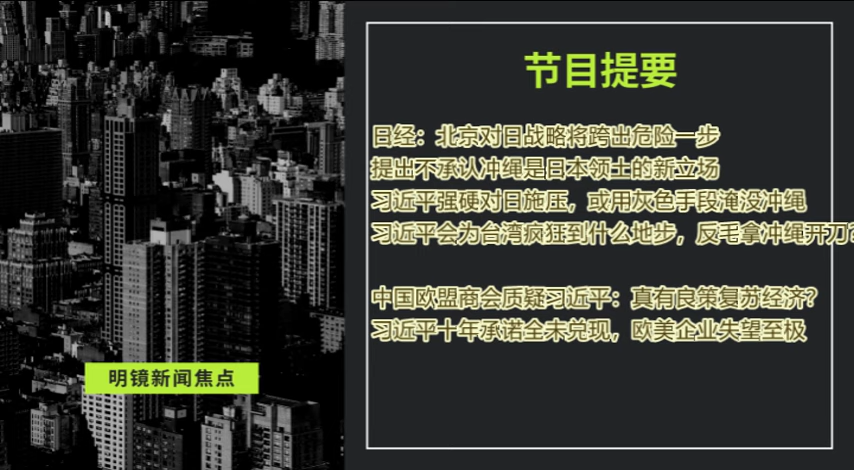 节目提要
日经：北京对日战略将跨出危险一步
提出不承认冲绳是日本领土的新立场
习近平强硬对日施压，或用灰色手段淹没冲绳
习近平会为台湾疯狂到什么地步，反毛拿冲绳开刀？
中国欧盟商会质疑习近平：真有良策复苏经济？
习近平十年承诺全未兑现，欧美企业失望至极
明镜新闻焦点